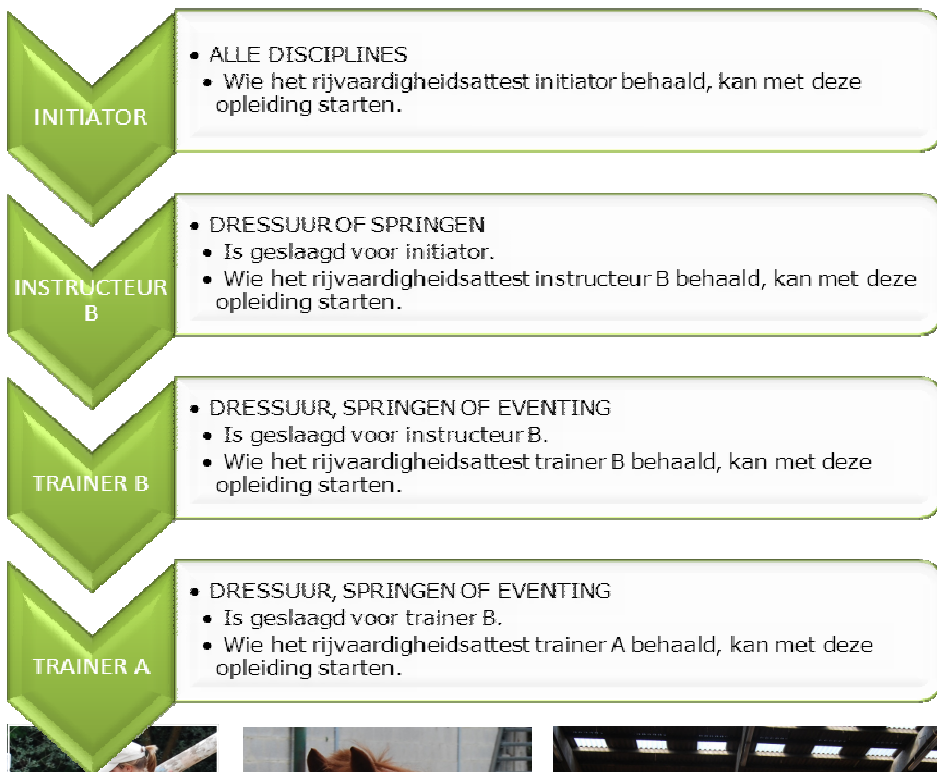 INITIATOR
• ALLE DISCIPLINES
• Wie het rijvaardigheidsattest initiator behaald, kan met deze
opleiding starten.
INSTRUCTEUR
B
• DRESSUUR OF SPRINGEN
• Is geslaagd voor initiator.
• Wie het rijvaardigheidsattest instructeur B behaald, kan met deze
opleiding starten.
TRAINER B
• DRESSUUR, SPRINGEN OF EVENTING
• Is geslaagd voor instructeur B.
• Wie het rijvaardigheidsattest trainer B behaald, kan met deze
opleiding starten.
TRAINER A
• DRESSUUR, SPRINGEN OF EVENTING
• Is geslaagd voor trainer B.
• Wie het rijvaardigheidsattest trainer A behaald, kan met deze
opleiding starten.